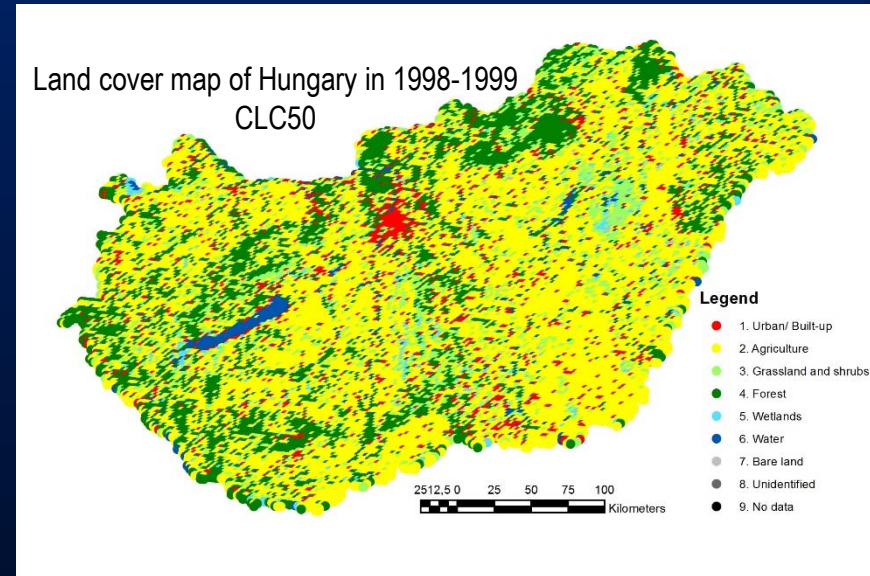 Land cover map of Hungary in 1998-1999
CLC50
Legend
1. Urban/ Built-up
2. Agriculture
3. Grassland and shrubs
4. Forest
5. Wetlands
6. Water
7. Bare land
8. Unidentified
9. No data
2512,5 0 25 50 75 100
Kilometers